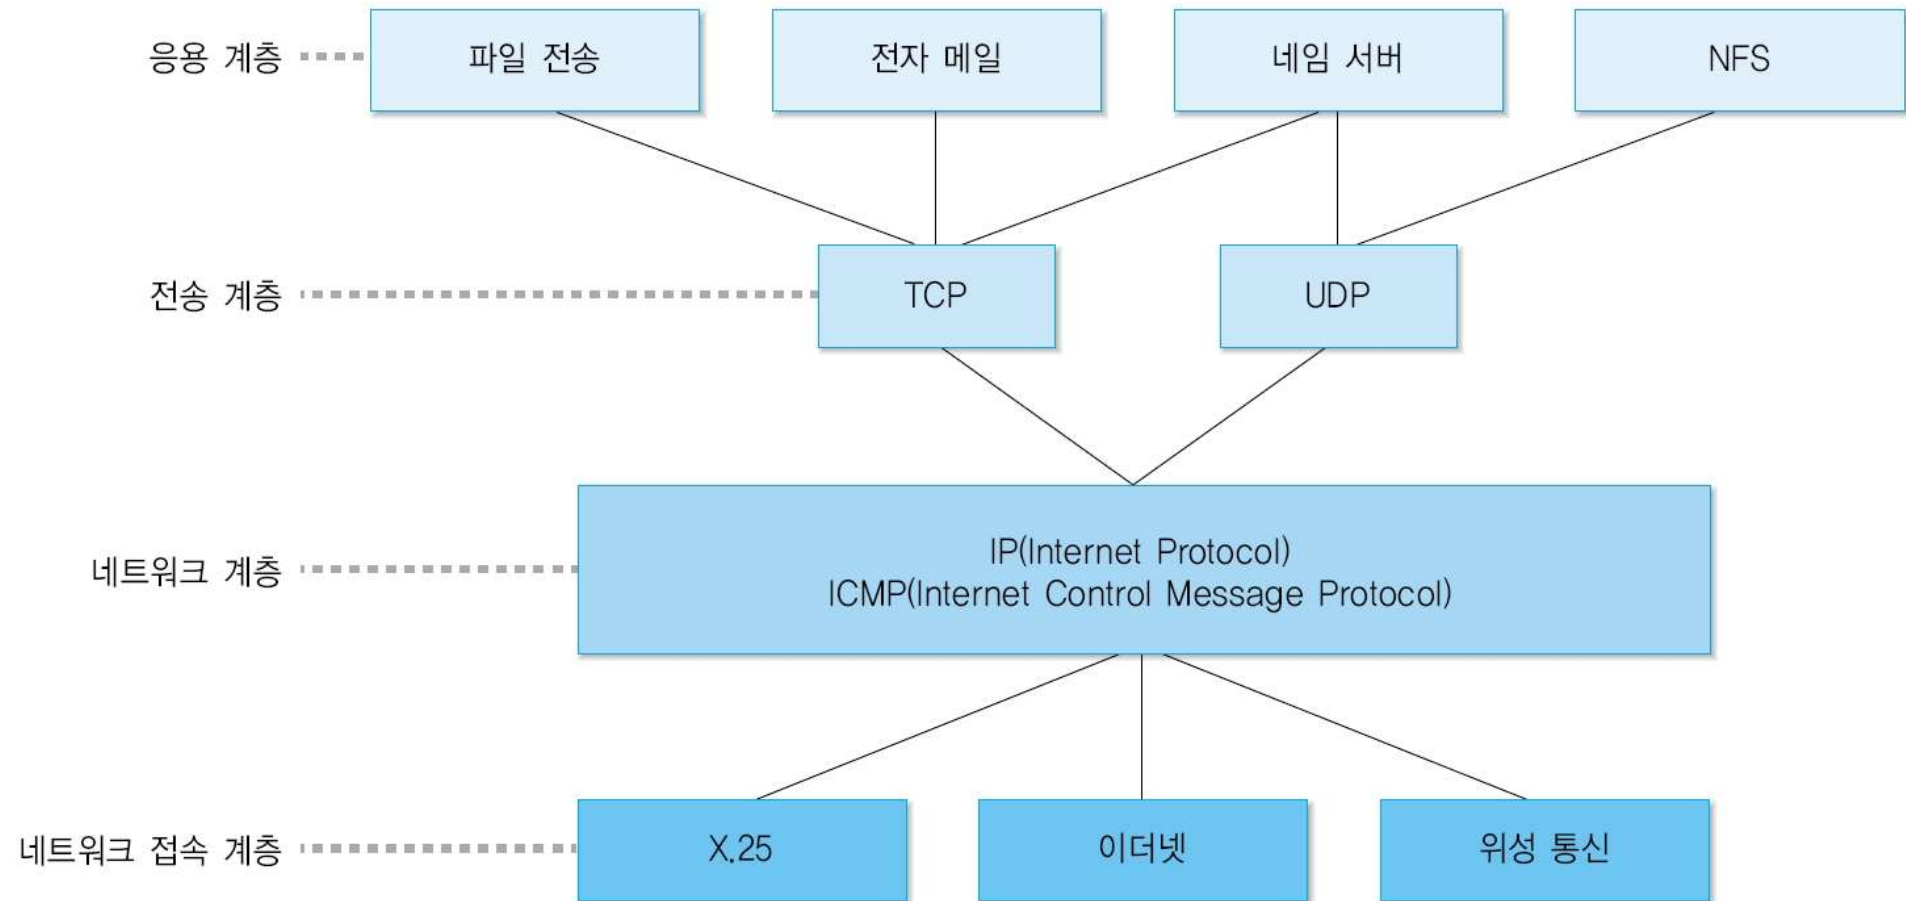 응용 계층
파일 전송
전자 메일
네임 서버
NFS
전송 계층
TCP
UDP
네트워크 계층
IP(Internet Protocol)
ICMP(Internet Control Message Protocol)
네트워크 접속 계층
X.25
이더넷
위성 통신